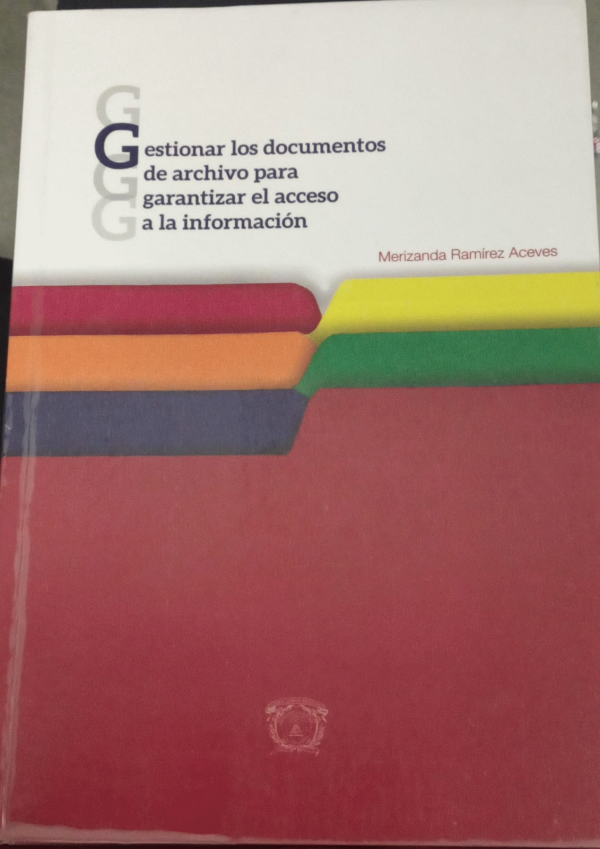 Gestionar los documentos
de archivo para
garantizar el acceso
a la información
Merizanda Ramírez Aceves